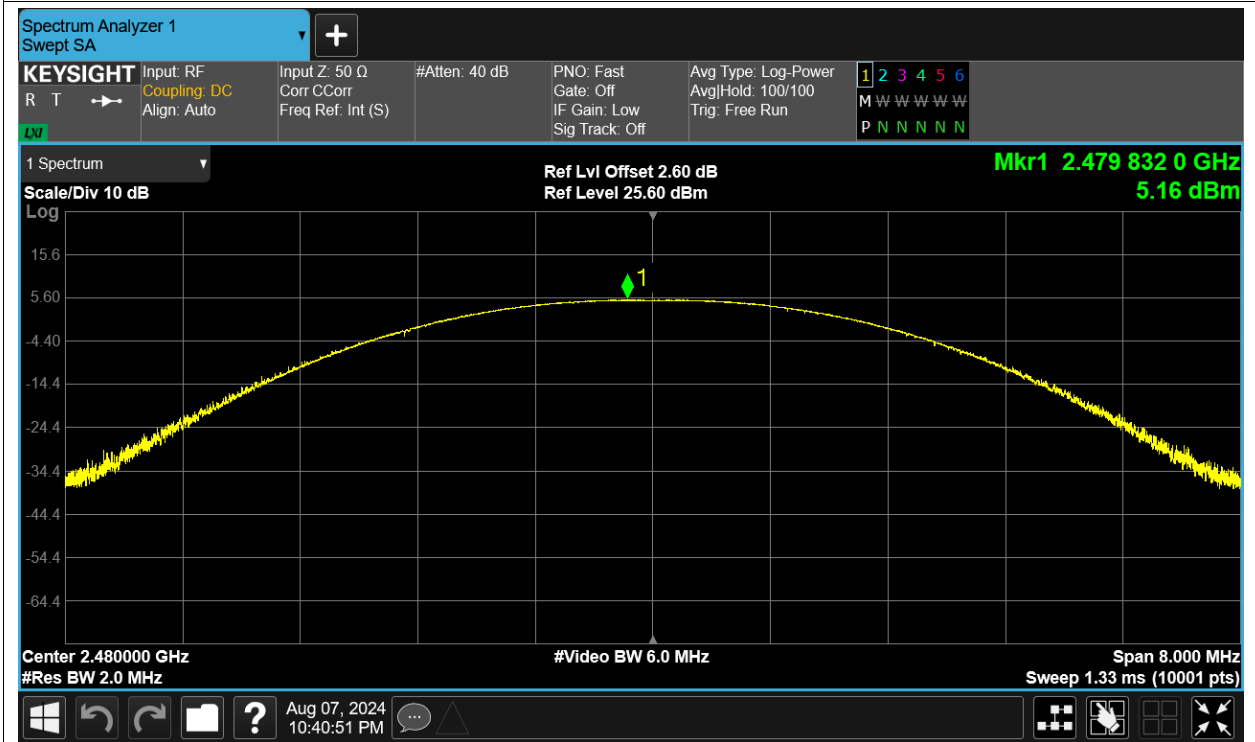 Spectrum Analyzer 1
Swept SA
KEYSIGHT Input: RF Input Z: 50 Ω #Atten: 40 dB PNO: Fast Avg Type: Log-Power 1 2 3 4 5 6
R T Coupling: DC Corr CCorr Gate: Off Avg|Hold: 100/100
Align: Auto Freq Ref: Int (S) IF Gain: Low Trig: Free Run M W W W W W
LXI Sig Track: Off P N N N N N
1 Spectrum Ref Lvl Offset 2.60 dB Mkr1 2.479 832 0 GHz
Scale/Div 10 dB Ref Level 25.60 dBm 5.16 dBm
Log
15.6
1
5.60
-4.40
-14.4
-24.4
-34.4
-44.4
-54.4
-64.4
Center 2.480000 GHz #Video BW 6.0 MHz Span 8.000 MHz
#Res BW 2.0 MHz Sweep 1.33 ms (10001 pts)
? Aug 07, 2024
10:40:51 PM